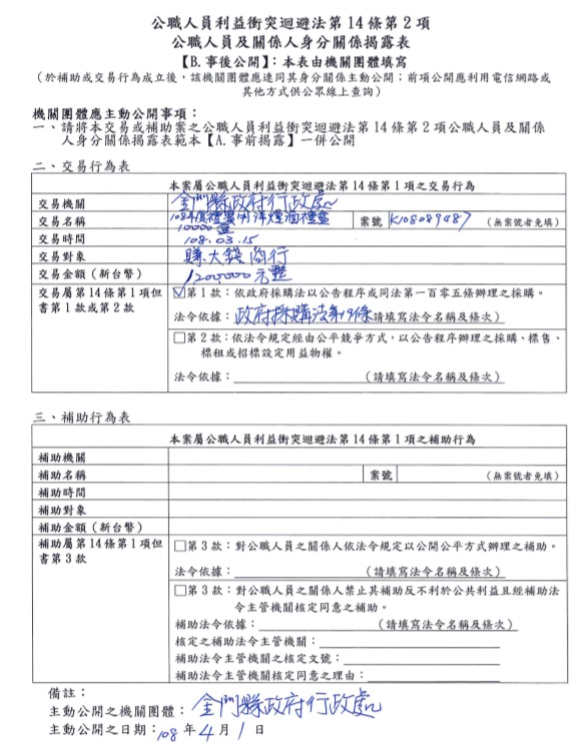 公職人員利益衝突迴避法第14條第2項
公職人員及關係人身分關係揭露表
【B.事後公開】：本表由機關團體填寫
（於補助或交易行為成立後，該機關團體應連同其身分關係主動公開；前項公開應利用電信網路或
其他方式供公眾線上查詢）
機關團體應主動公開事項：
一、請將本交易或補助案之公職人員利益衝突迴避法第14條第2項公職人員及關係
人身分關係揭露表範本【A.事前揭露】一併公開
二、交易行為表
本案屬公職人員利益衝突迴避法第14條第1項之交易行為
交易機關 金門縣政府行政處
交易名稱 108年 酒禮盒 10000盒 案號 K108089487 （無案號者免填）
交易時間 108.03.15
交易對象 賺大錢商行
交易金額（新台幣） 1200,000元整
交易屬第14條第1項但
書第1款或第2款
☑第1款：依政府採購法以公告程序或同法第一百零五條辦理之採購。
法令依據：政府採購法第19條 （請填寫法令名稱及條次）
□第2款：依法令規定經由公平競爭方式，以公告程序辦理之採購、標售、
標租或招標設定用益物權。
法令依據： （請填寫法令名稱及條次）
三、補助行為表
本案屬公職人員利益衝突迴避法第14條第1項之補助行為
補助機關
補助名稱 案號 （無案號者免填）
補助時間
補助對象
補助金額（新台幣）
補助屬第14條第1項但
書第3款
□第3款：對公職人員之關係人依法令規定以公開公平方式辦理之補助。
法令依據： （請填寫法令名稱及條次）
□第3款：對公職人員之關係人禁止其補助反不利於公共利益且經補助法
令主管機關核定同意之補助。
補助法令依據： （請填寫法令名稱及條次）
核定之補助法令主管機關：
補助法令主管機關之核定文號：
補助法令主管機關核定同意之理由：
備註：
主動公開之機關團體：金門縣政府行政處
主動公開之日期：108年4月1日